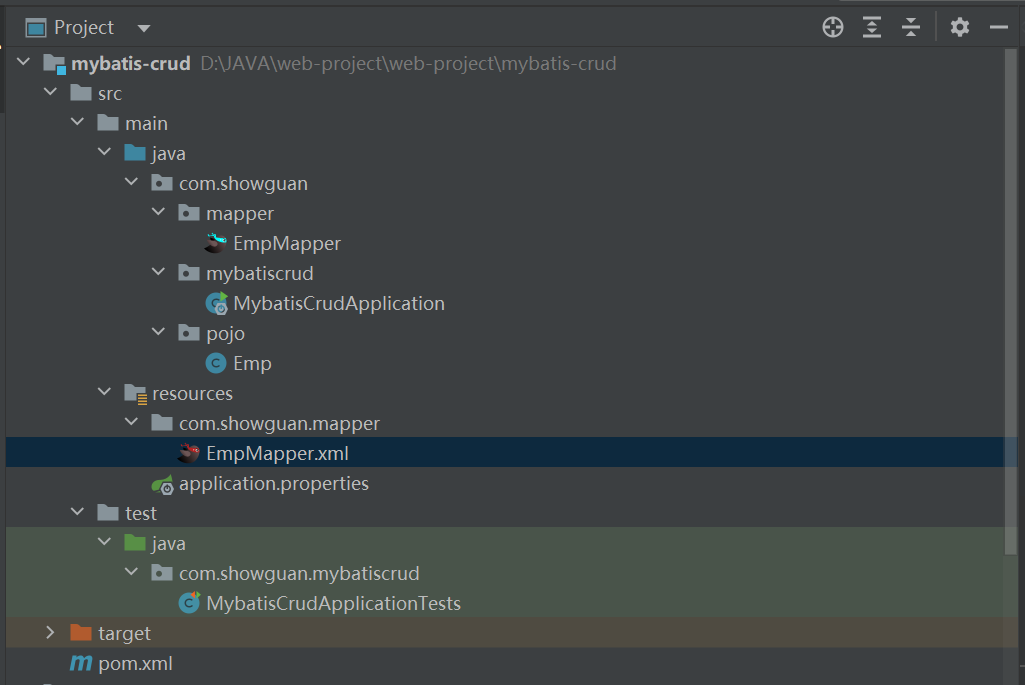 Project
mybatis-crud D:\JAVA\web-project\web-project\mybatis-crud
src
main
java
com.showguan
mapper
EmpMapper
mybatiscrud
MybatisCrudApplication
pojo
Emp
resources
com.showguan.mapper
EmpMapper.xml
application.properties
test
java
com.showguan.mybatiscrud
MybatisCrudApplicationTests
target
pom.xml